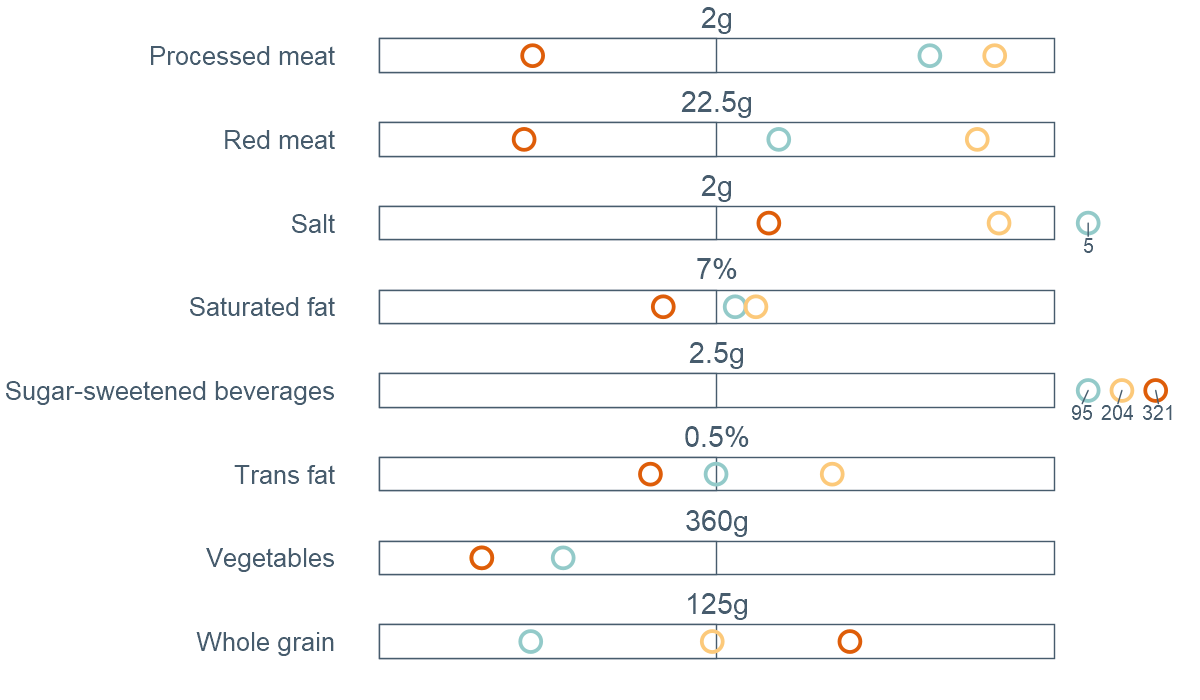 2g
Processed meat
22.5g
Red meat
2g
Salt
5
7%
Saturated fat
2.5g
Sugar-sweetened beverages
95 204 321
0.5%
Trans fat
360g
Vegetables
125g
Whole grain